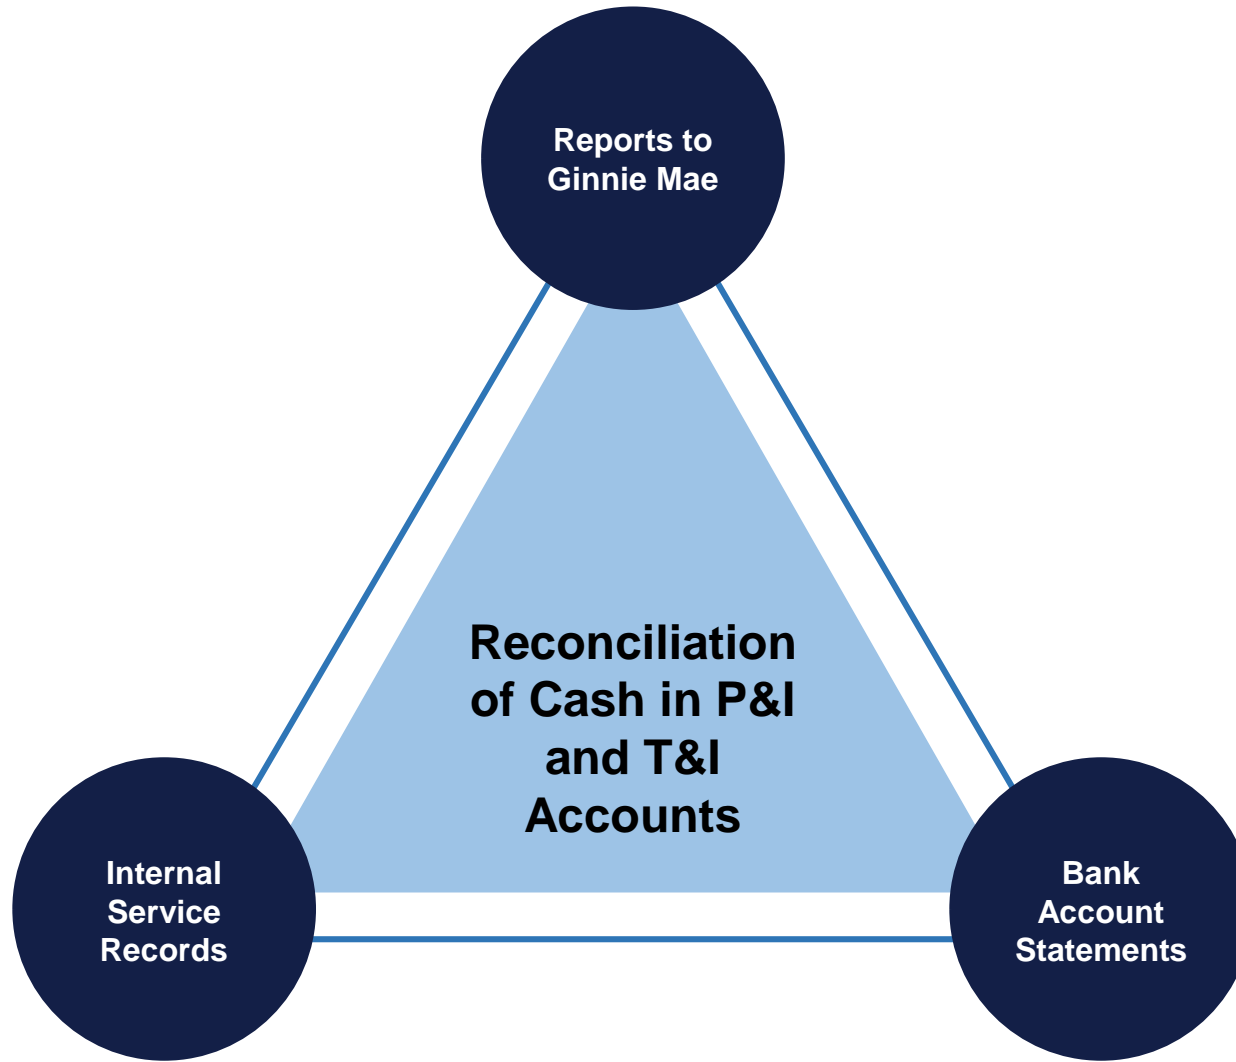 Reports to
Ginnie Mae
Reconciliation
of Cash in P&I
and T&I
Accounts
Internal
Service
Records
Bank
Account
Statements